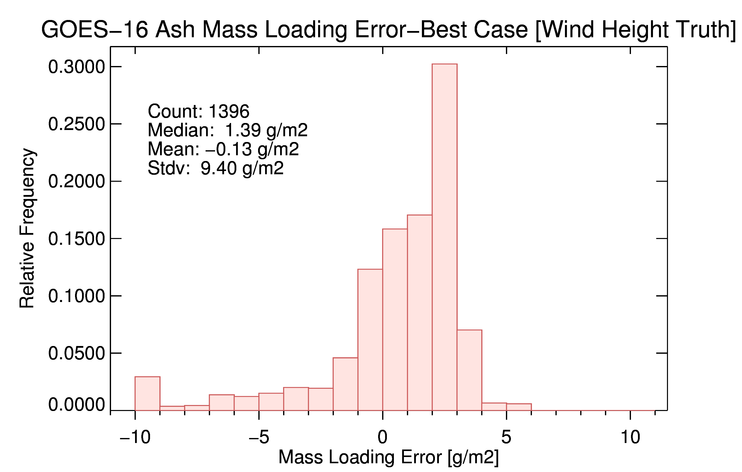 GOES−16 Ash Mass Loading Error−Best Case [Wind Height Truth]
0.3000
0.2500
0.2000
0.1500
0.1000
0.0500
0.0000
Relative Frequency
Count: 1396
Median: 1.39 g/m2
Mean: −0.13 g/m2
Stdv: 9.40 g/m2
−10 −5 0 5 10
Mass Loading Error [g/m2]